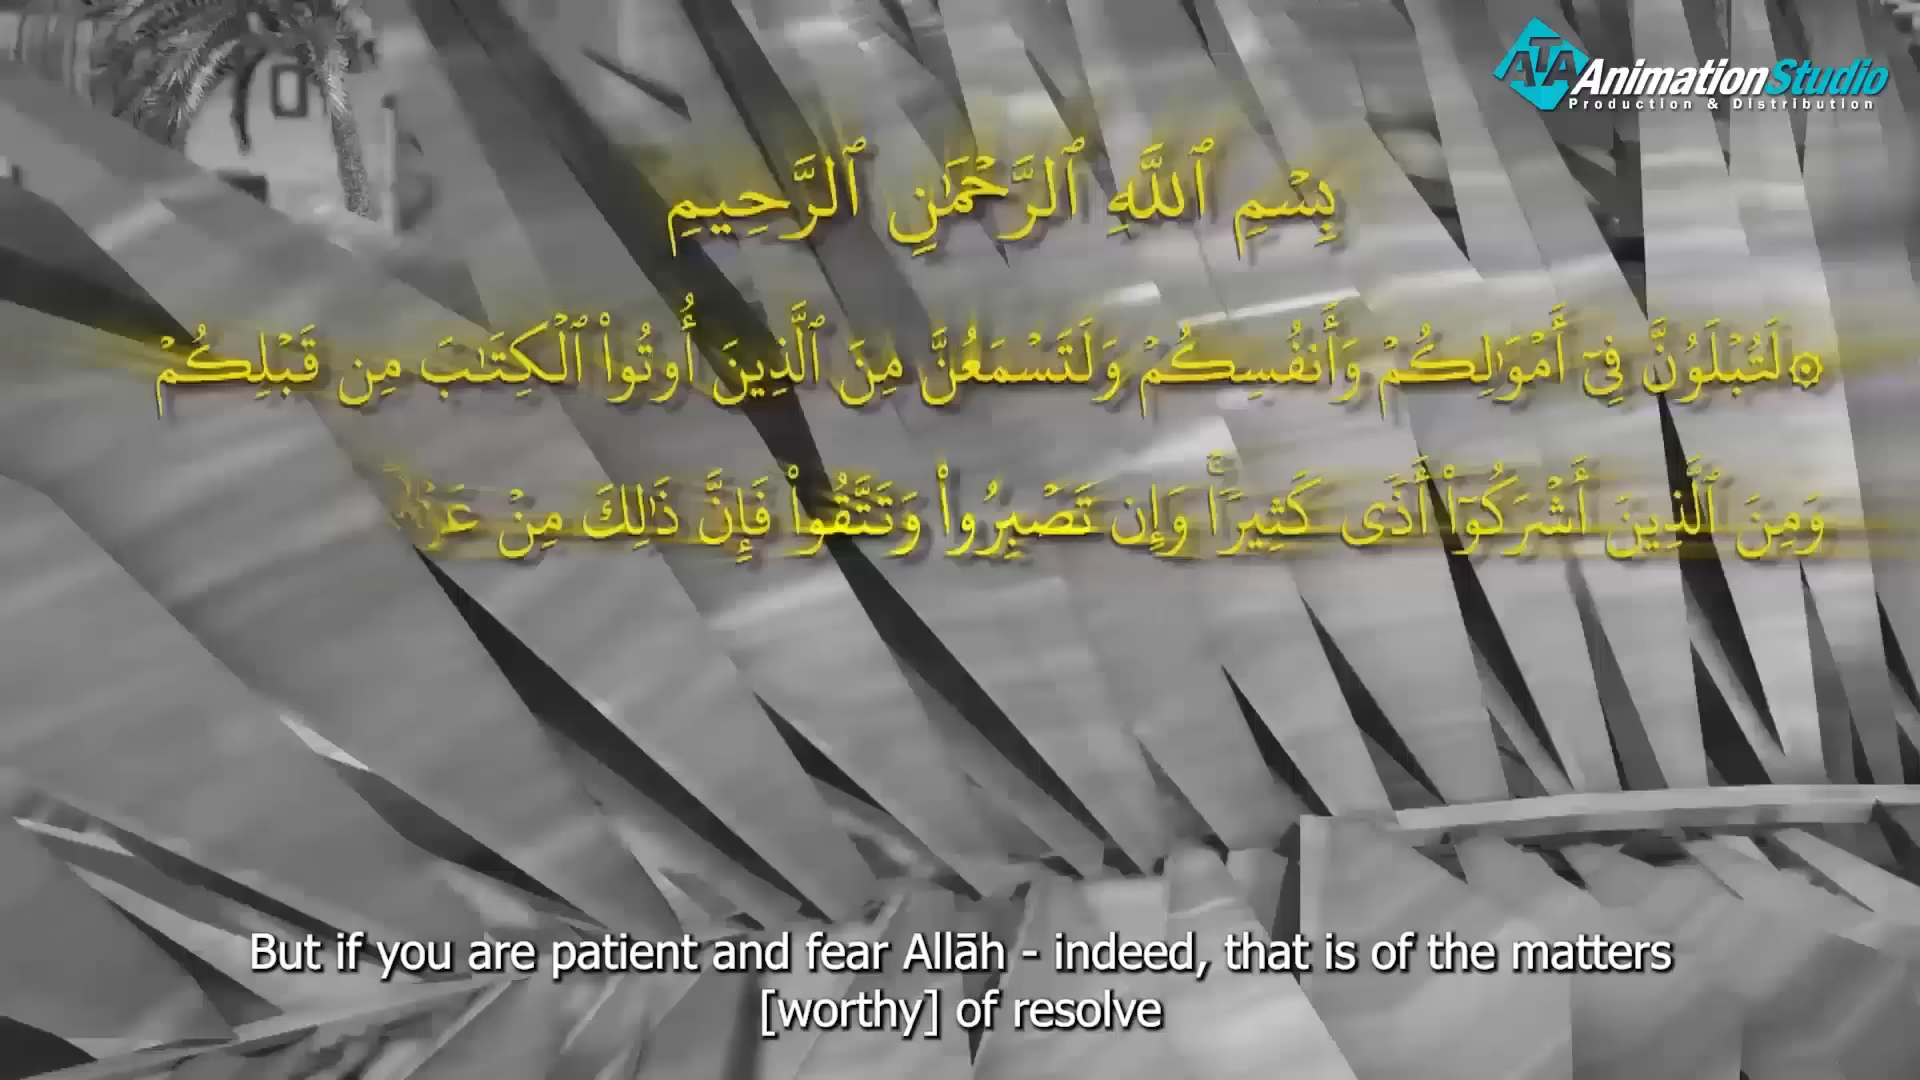 ATA AnimationStudio
Production & Distribution
بِسْمِ ٱللَّهِ ٱلرَّحْمَٰنِ ٱلرَّحِيمِ
۞ لَتُبْلَوُنَّ فِىٓ أَمْوَٰلِكُمْ وَأَنفُسِكُمْ وَلَتَسْمَعُنَّ مِنَ ٱلَّذِينَ أُوتُوا۟ ٱلْكِتَٰبَ مِن قَبْلِكُمْ
وَمِنَ ٱلَّذِينَ أَشْرَكُوٓا۟ أَذًى كَثِيرًا ۚ وَإِن تَصْبِرُوا۟ وَتَتَّقُوا۟ فَإِنَّ ذَٰلِكَ مِنْ
But if you are patient and fear Allāh - indeed, that is of the matters
[worthy] of resolve